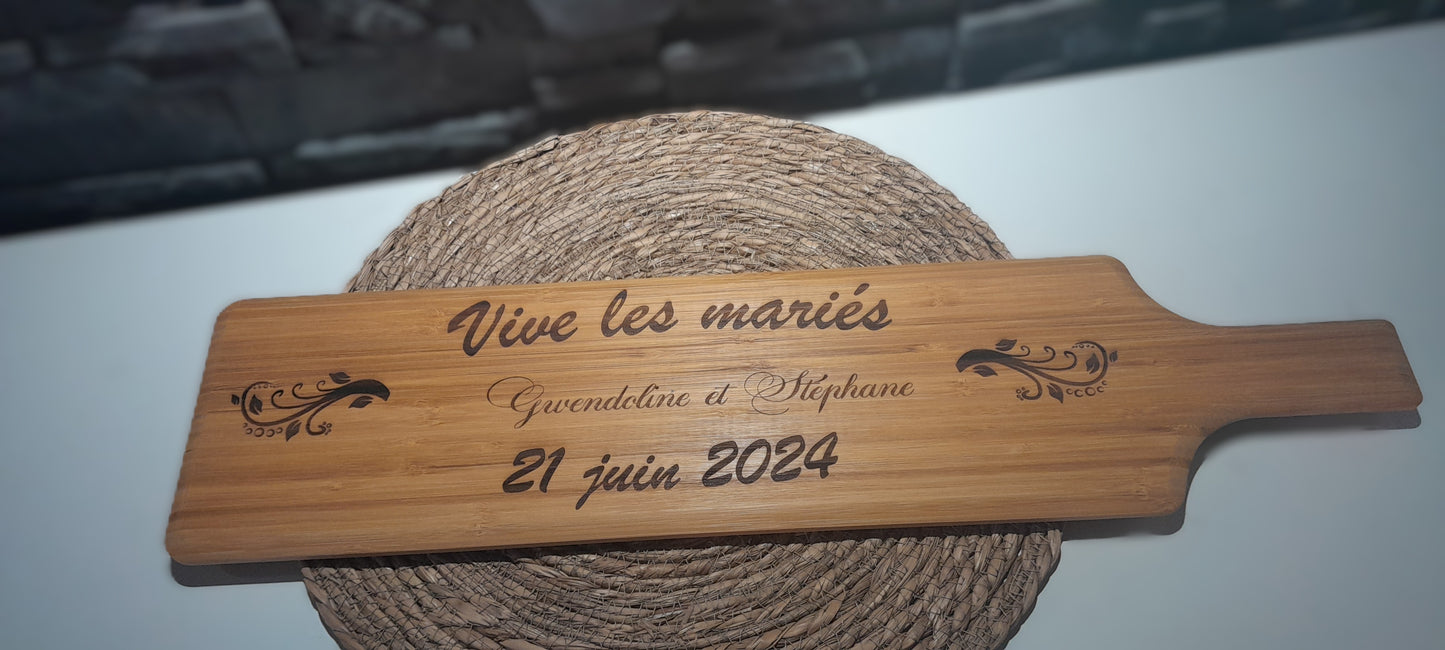 Vive les mariés
Gwendoline et Stéphane
21 juin 2024